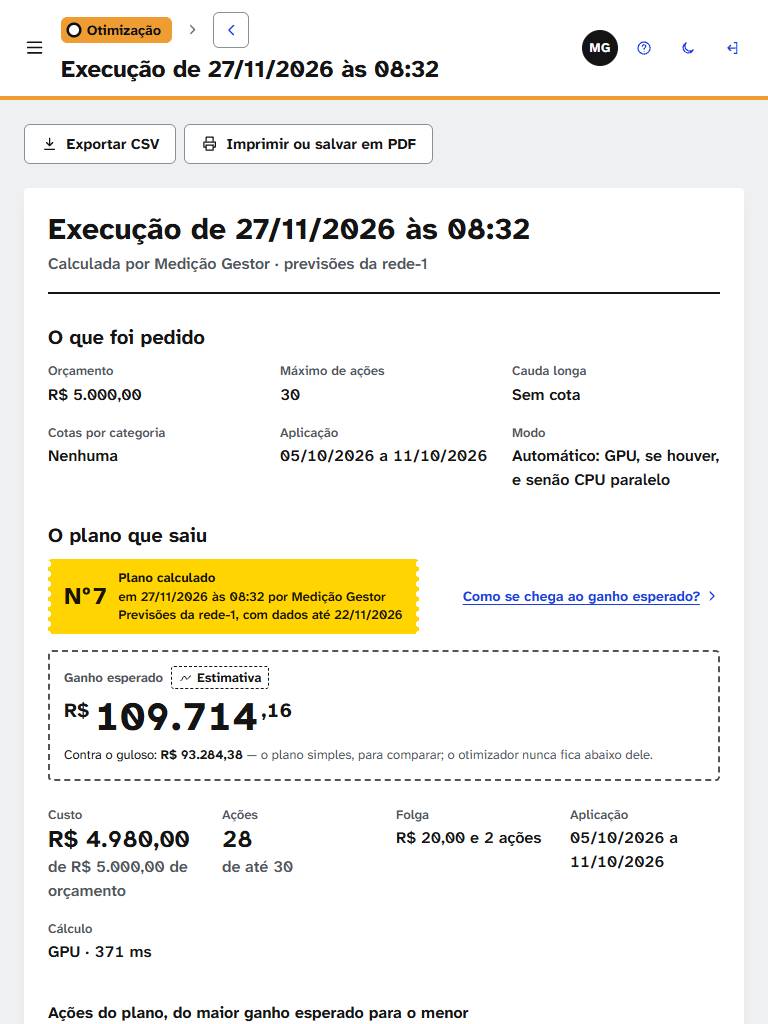 Otimização
Execução de 27/11/2026 às 08:32
MG
Exportar CSV
Imprimir ou salvar em PDF
Execução de 27/11/2026 às 08:32
Calculada por Medição Gestor · previsões da rede-1
O que foi pedido
Orçamento
R$ 5.000,00
Máximo de ações
30
Cauda longa
Sem cota
Cotas por categoria
Nenhuma
Aplicação
05/10/2026 a 11/10/2026
Modo
Automático: GPU, se houver,
e senão CPU paralelo
O plano que saiu
Nº7
Plano calculado
em 27/11/2026 às 08:32 por Medição Gestor
Previsões da rede-1, com dados até 22/11/2026
Como se chega ao ganho esperado?
Ganho esperado
Estimativa
R$ 109.714,16
Contra o guloso: R$ 93.284,38 — o plano simples, para comparar; o otimizador nunca fica abaixo dele.
Custo
R$ 4.980,00
de R$ 5.000,00 de
orçamento
Ações
28
de até 30
Folga
R$ 20,00 e 2 ações
Aplicação
05/10/2026 a
11/10/2026
Cálculo
GPU · 371 ms
Ações do plano, do maior ganho esperado para o menor